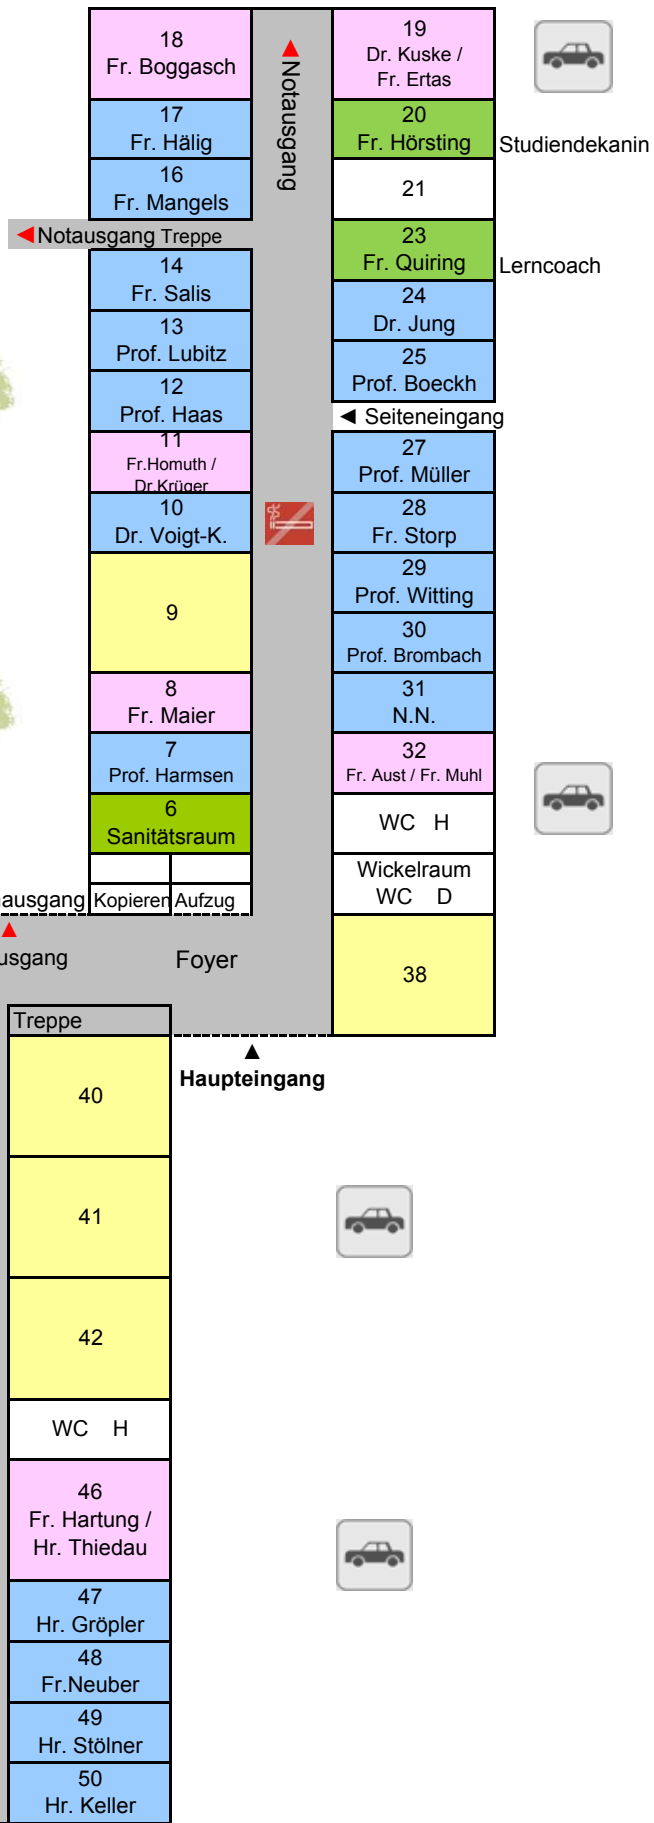 18
Fr. Boggasch
17
Fr. Hälig
16
Fr. Mangels
Notausgang Treppe
14
Fr. Salis
13
Prof. Lubitz
12
Prof. Haas
11
Fr.Homuth /
Dr.Krüger
10
Dr. Voigt-K.
9
8
Fr. Maier
7
Prof. Harmsen
6
Sanitätsraum
ausgang
Kopieren
Aufzug
usgang
Foyer
Notausgang
19
Dr. Kuske /
Fr. Ertas
20
Fr. Hörsting
Studiendekanin
21
23
Fr. Quiring
Lerncoach
24
Dr. Jung
25
Prof. Boeckh
Seiteneingang
27
Prof. Müller
28
Fr. Storp
29
Prof. Witting
30
Prof. Brombach
31
N.N.
32
Fr. Aust / Fr. Muhl
WC H
Wickelraum
WC D
38
Haupteingang
Treppe
40
41
42
WC H
46
Fr. Hartung /
Hr. Thiedau
47
Hr. Gröpler
48
Fr.Neuber
49
Hr. Stölner
50
Hr. Keller